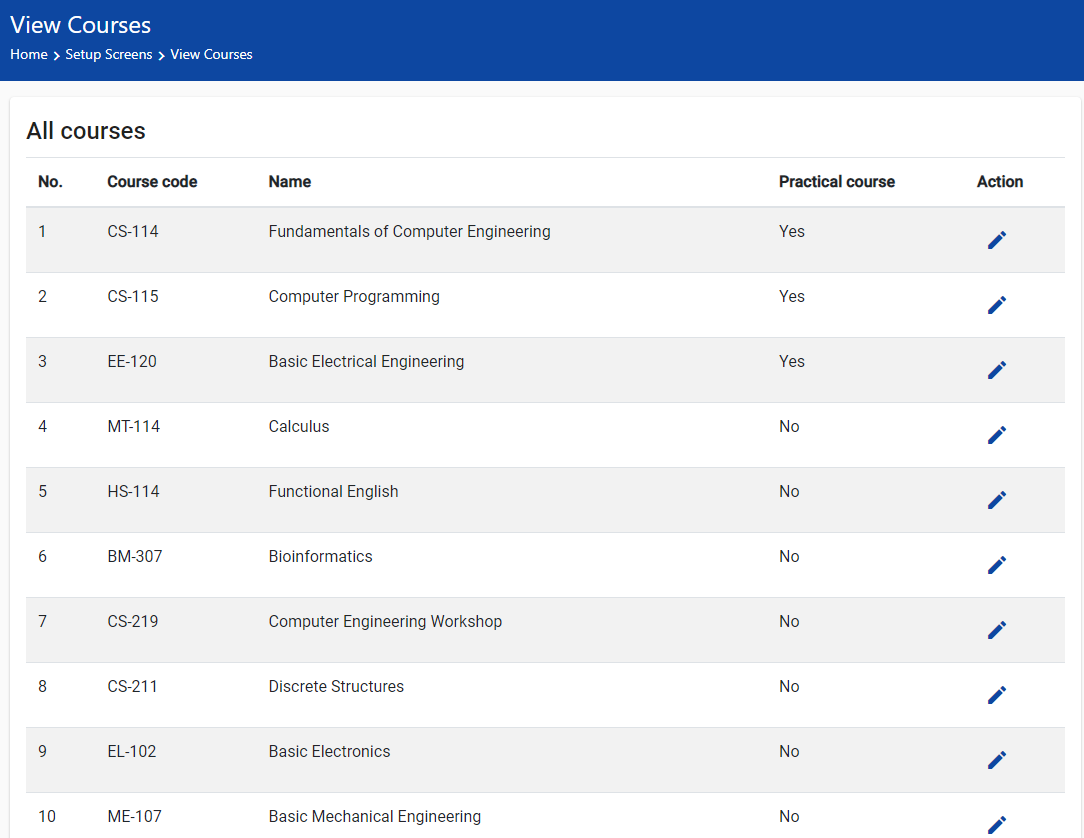 View Courses
Home > Setup Screens > View Courses
All courses
No. Course code Name Practical course Action
1 CS-114 Fundamentals of Computer Engineering Yes
2 CS-115 Computer Programming Yes
3 EE-120 Basic Electrical Engineering Yes
4 MT-114 Calculus No
5 HS-114 Functional English No
6 BM-307 Bioinformatics No
7 CS-219 Computer Engineering Workshop No
8 CS-211 Discrete Structures No
9 EL-102 Basic Electronics No
10 ME-107 Basic Mechanical Engineering No